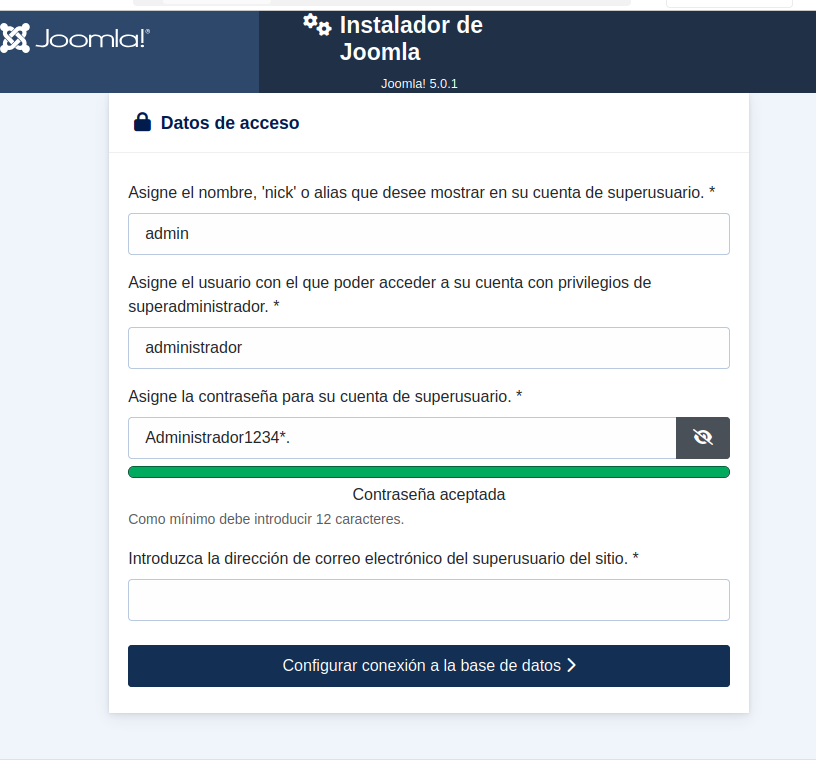 Joomla!®
Instalador de
Joomla
Joomla! 5.0.1
Datos de acceso
Asigne el nombre, 'nick' o alias que desee mostrar en su cuenta de superusuario. *
admin
Asigne el usuario con el que poder acceder a su cuenta con privilegios de
superadministrador. *
administrador
Asigne la contraseña para su cuenta de superusuario. *
Administrador1234*.
Contraseña aceptada
Como mínimo debe introducir 12 caracteres.
Introduzca la dirección de correo electrónico del superusuario del sitio. *
Configurar conexión a la base de datos